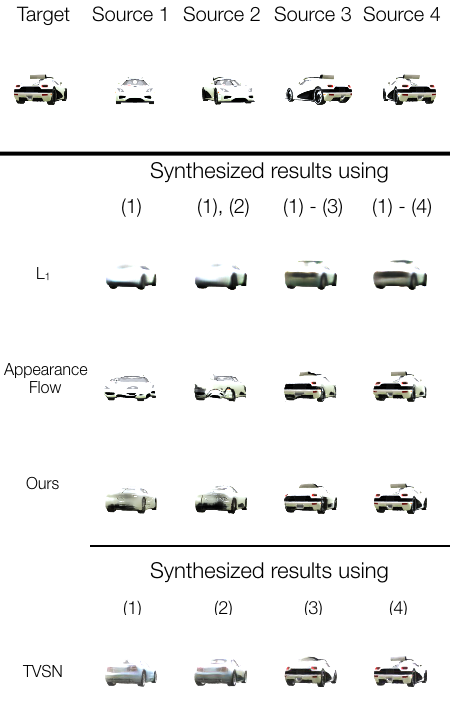 Target Source 1 Source 2 Source 3 Source 4
Synthesized results using
(1) (1), (2) (1) - (3) (1) - (4)
L₁
Appearance
Flow
Ours
Synthesized results using
(1) (2) (3) (4)
TVSN